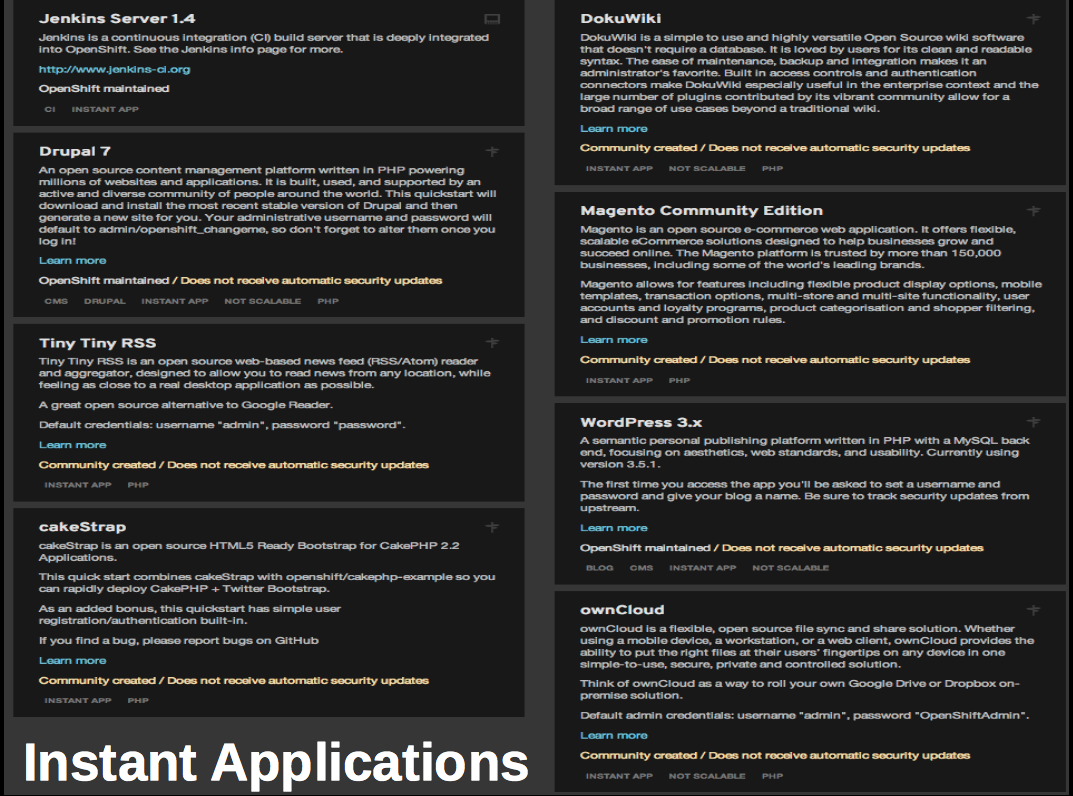 Jenkins Server 1.4
Jenkins is a continuous integration (CI) build server that is deeply integrated
into OpenShift. See the Jenkins info page for more.
http://www.jenkins-ci.org
OpenShift maintained
CI INSTANT APP
Drupal 7
An open source content management platform written in PHP powering
millions of websites and applications. It is built, used, and supported by an
active and diverse community of people around the world. This quickstart will
download and install the most recent stable version of Drupal and then
generate a new site for you. Your administrative username and password will
default to admin/openshift_changeme, so don't forget to alter them once you
log in!
Learn more
OpenShift maintained / Does not receive automatic security updates
CMS DRUPAL INSTANT APP NOT SCALABLE PHP
Tiny Tiny RSS
Tiny Tiny RSS is an open source web-based news feed (RSS/Atom) reader
and aggregator, designed to allow you to read news from any location, while
feeling as close to a real desktop application as possible.
A great open source alternative to Google Reader.
Default credentials: username "admin", password "password".
Learn more
Community created / Does not receive automatic security updates
INSTANT APP PHP
cakeStrap
cakeStrap is an open source HTML5 Ready Bootstrap for CakePHP 2.2
Applications.
This quick start combines cakeStrap with openshift/cakephp-example so you
can rapidly deploy CakePHP + Twitter Bootstrap.
As an added bonus, this quickstart has simple user
registration/authentication built-in.
If you find a bug, please report bugs on GitHub
Learn more
Community created / Does not receive automatic security updates
INSTANT APP PHP
Instant Applications
DokuWiki
DokuWiki is a simple to use and highly versatile Open Source wiki software
that doesn't require a database. It is loved by users for its clean and readable
syntax. The ease of maintenance, backup and integration makes it an
administrator's favorite. Built in access controls and authentication
connectors make DokuWiki especially useful in the enterprise context and the
large number of plugins contributed by its vibrant community allow for a
broad range of use cases beyond a traditional wiki.
Learn more
Community created / Does not receive automatic security updates
INSTANT APP NOT SCALABLE PHP
Magento Community Edition
Magento is an open source e-commerce web application. It offers flexible,
scalable eCommerce solutions designed to help businesses grow and
succeed online. The Magento platform is trusted by more than 150,000
businesses, including some of the world's leading brands.
Magento allows for features including flexible product display options, mobile
templates, transaction options, multi-store and multi-site functionality, user
accounts and loyalty programs, product categorisation and shopper filtering,
and discount and promotion rules.
Learn more
Community created / Does not receive automatic security updates
INSTANT APP PHP
WordPress 3.x
A semantic personal publishing platform written in PHP with a MySQL back
end, focusing on aesthetics, web standards, and usability. Currently using
version 3.5.1.
The first time you access the app you'll be asked to set a username and
password and give your blog a name. Be sure to track security updates from
upstream.
Learn more
OpenShift maintained / Does not receive automatic security updates
BLOG CMS INSTANT APP NOT SCALABLE
ownCloud
ownCloud is a flexible, open source file sync and share solution. Whether
using a mobile device, a workstation, or a web client, ownCloud provides the
ability to put the right files at their users' fingertips on any device in one
simple-to-use, secure, private and controlled solution.
Think of ownCloud as a way to roll your own Google Drive or Dropbox on-
premise solution.
Default admin credentials: username "admin", password "OpenShiftAdmin".
Learn more
Community created / Does not receive automatic security updates
INSTANT APP NOT SCALABLE PHP